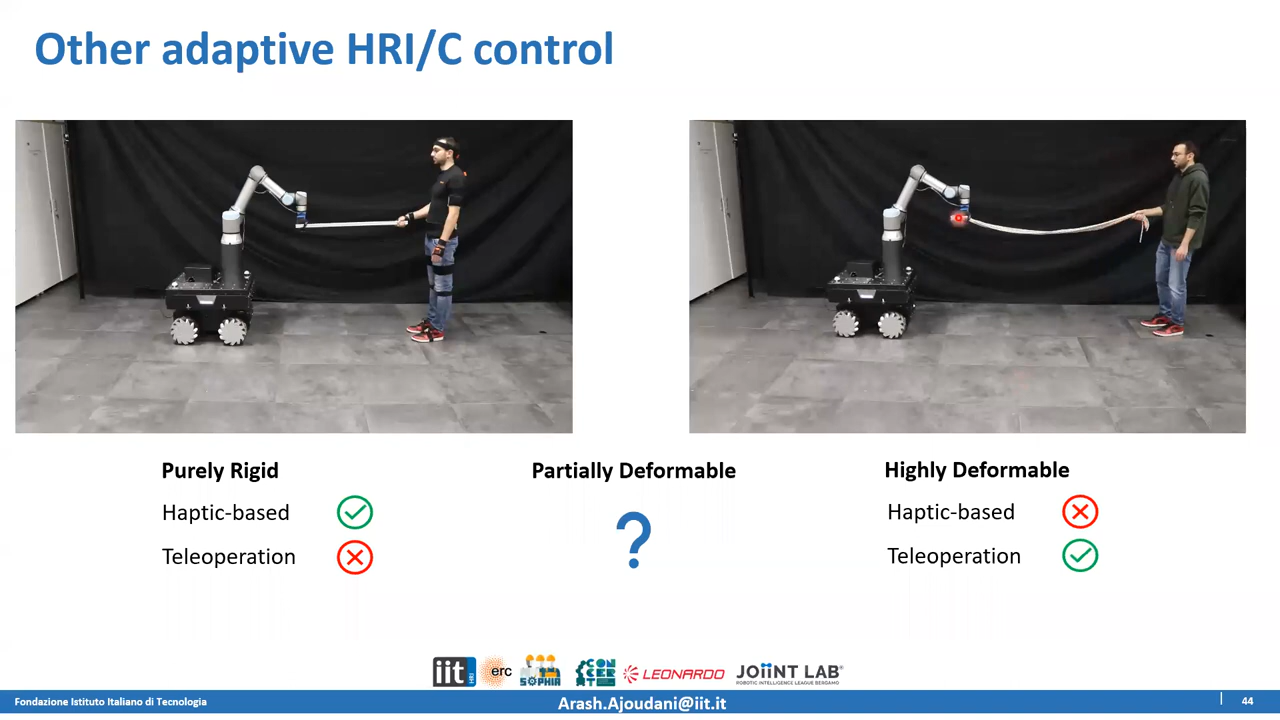 Other adaptive HRI/C control
Purely Rigid
Haptic-based
Teleoperation
Partially Deformable
?
Highly Deformable
Haptic-based
Teleoperation
iit HRI
erc
SOPHIA
CONCERT
LEONARDO
JOiiNT LAB
ROBOTIC INTELLIGENCE LEAGUE BERGAMO
Fondazione Istituto Italiano di Tecnologia
Arash.Ajoudani@iit.it
44